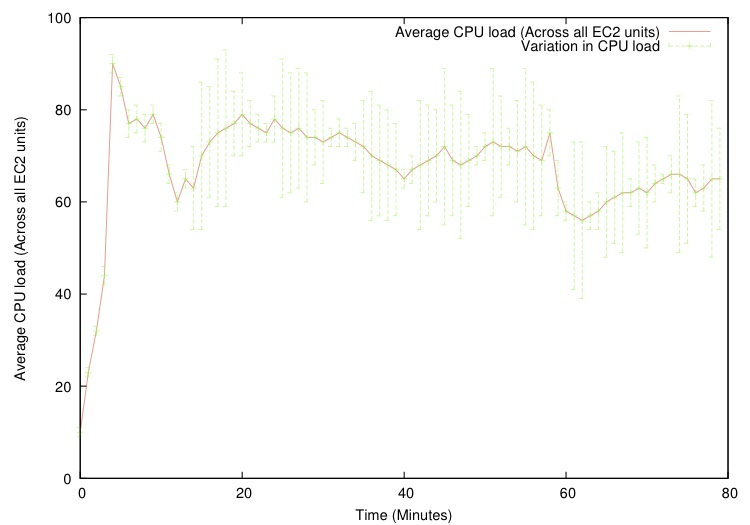 100
80
60
40
20
0
Average CPU load (Across all EC2 units)
Average CPU load (Across all EC2 units)
Variation in CPU load
0 20 40 60 80
Time (Minutes)